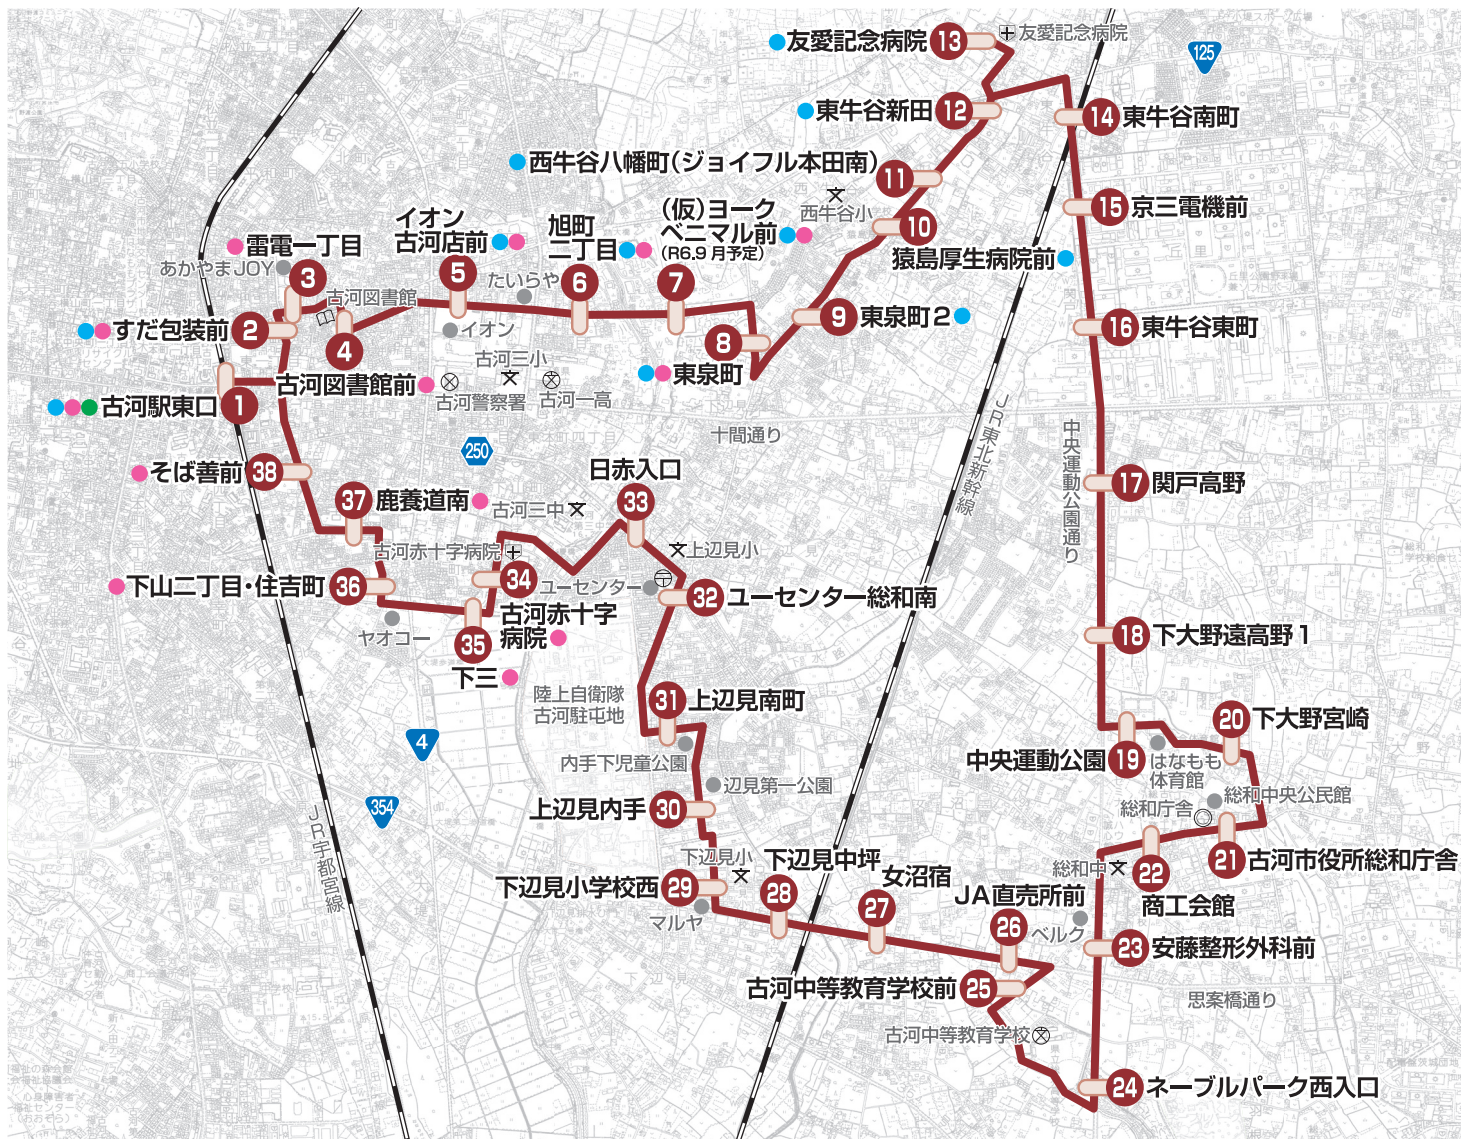 友愛記念病院 13
友愛記念病院
125
東牛谷新田 12
14 東牛谷南町
西牛谷八幡町(ジョイフル本田南)
11
西牛谷小
10
15 京三電機前
猿島厚生病院前
雷電一丁目
あかやまJOY
3
イオン
古河店前
5
旭町
二丁目
6
(仮)ヨーク
ベニマル前
(R6.9月予定)
7
たいらや
古河図書館
すだ包装前 2
4
イオン
8
9 東泉町2
16 東牛谷東町
古河三小
東泉町
古河図書館前
古河警察署
古河一高
古河駅東口 1
十間通り
JR東北新幹線
中央運動公園通り
250
そば善前 38
日赤入口
33
17 関戸高野
37 鹿養道南
古河三中
古河赤十字病院
上辺見小
下山二丁目・住吉町 36
34
ユーセンター
32 ユーセンター総和南
古河赤十字
病院
ヤオコー
35
下三
18 下大野遠高野1
陸上自衛隊
古河駐屯地
31 上辺見南町
20 下大野宮崎
4
内手下児童公園
中央運動公園 19
はなもも
体育館
辺見第一公園
354
上辺見内手 30
総和中央公民館
総和庁舎
JR宇都宮線
下辺見小
下辺見中坪
女沼宿
総和中
21 古河市役所総和庁舎
下辺見小学校西 29
28
27
JA直売所前
22
商工会館
マルヤ
26
ベルク
23 安藤整形外科前
古河中等教育学校前 25
思案橋通り
古河中等教育学校
24 ネーブルパーク西入口
福祉の森会館
心身障害者
福祉センター